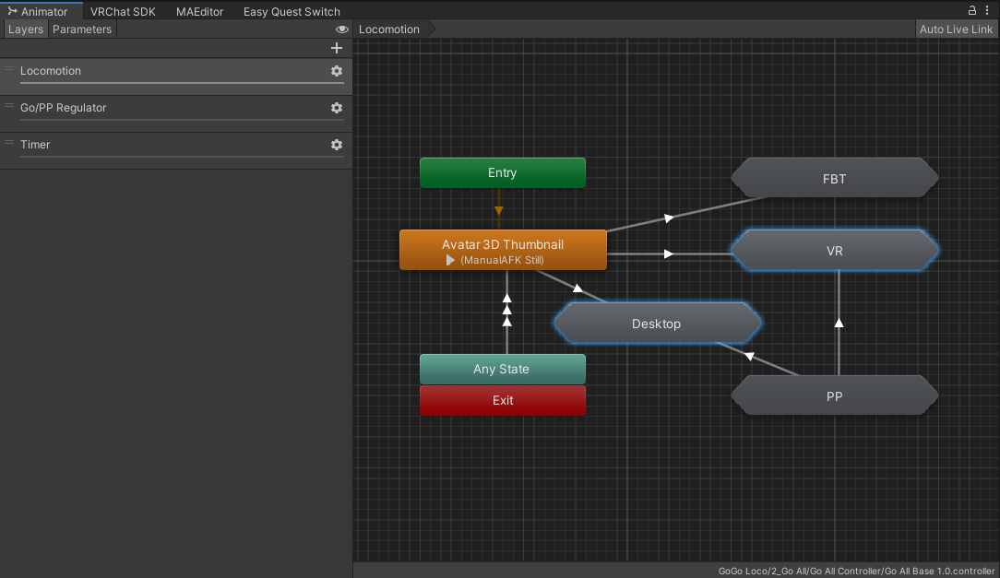 Animator VRChat SDK MAEditor Easy Quest Switch
Layers Parameters Locomotion Auto Live Link
Locomotion
Go/PP Regulator
Timer
Entry
FBT
Avatar 3D Thumbnail
(ManualAFK Still)
VR
Desktop
Any State
Exit
PP
GoGo Loco/2_Go All/Go All Controller/Go All Base 1.0.controller